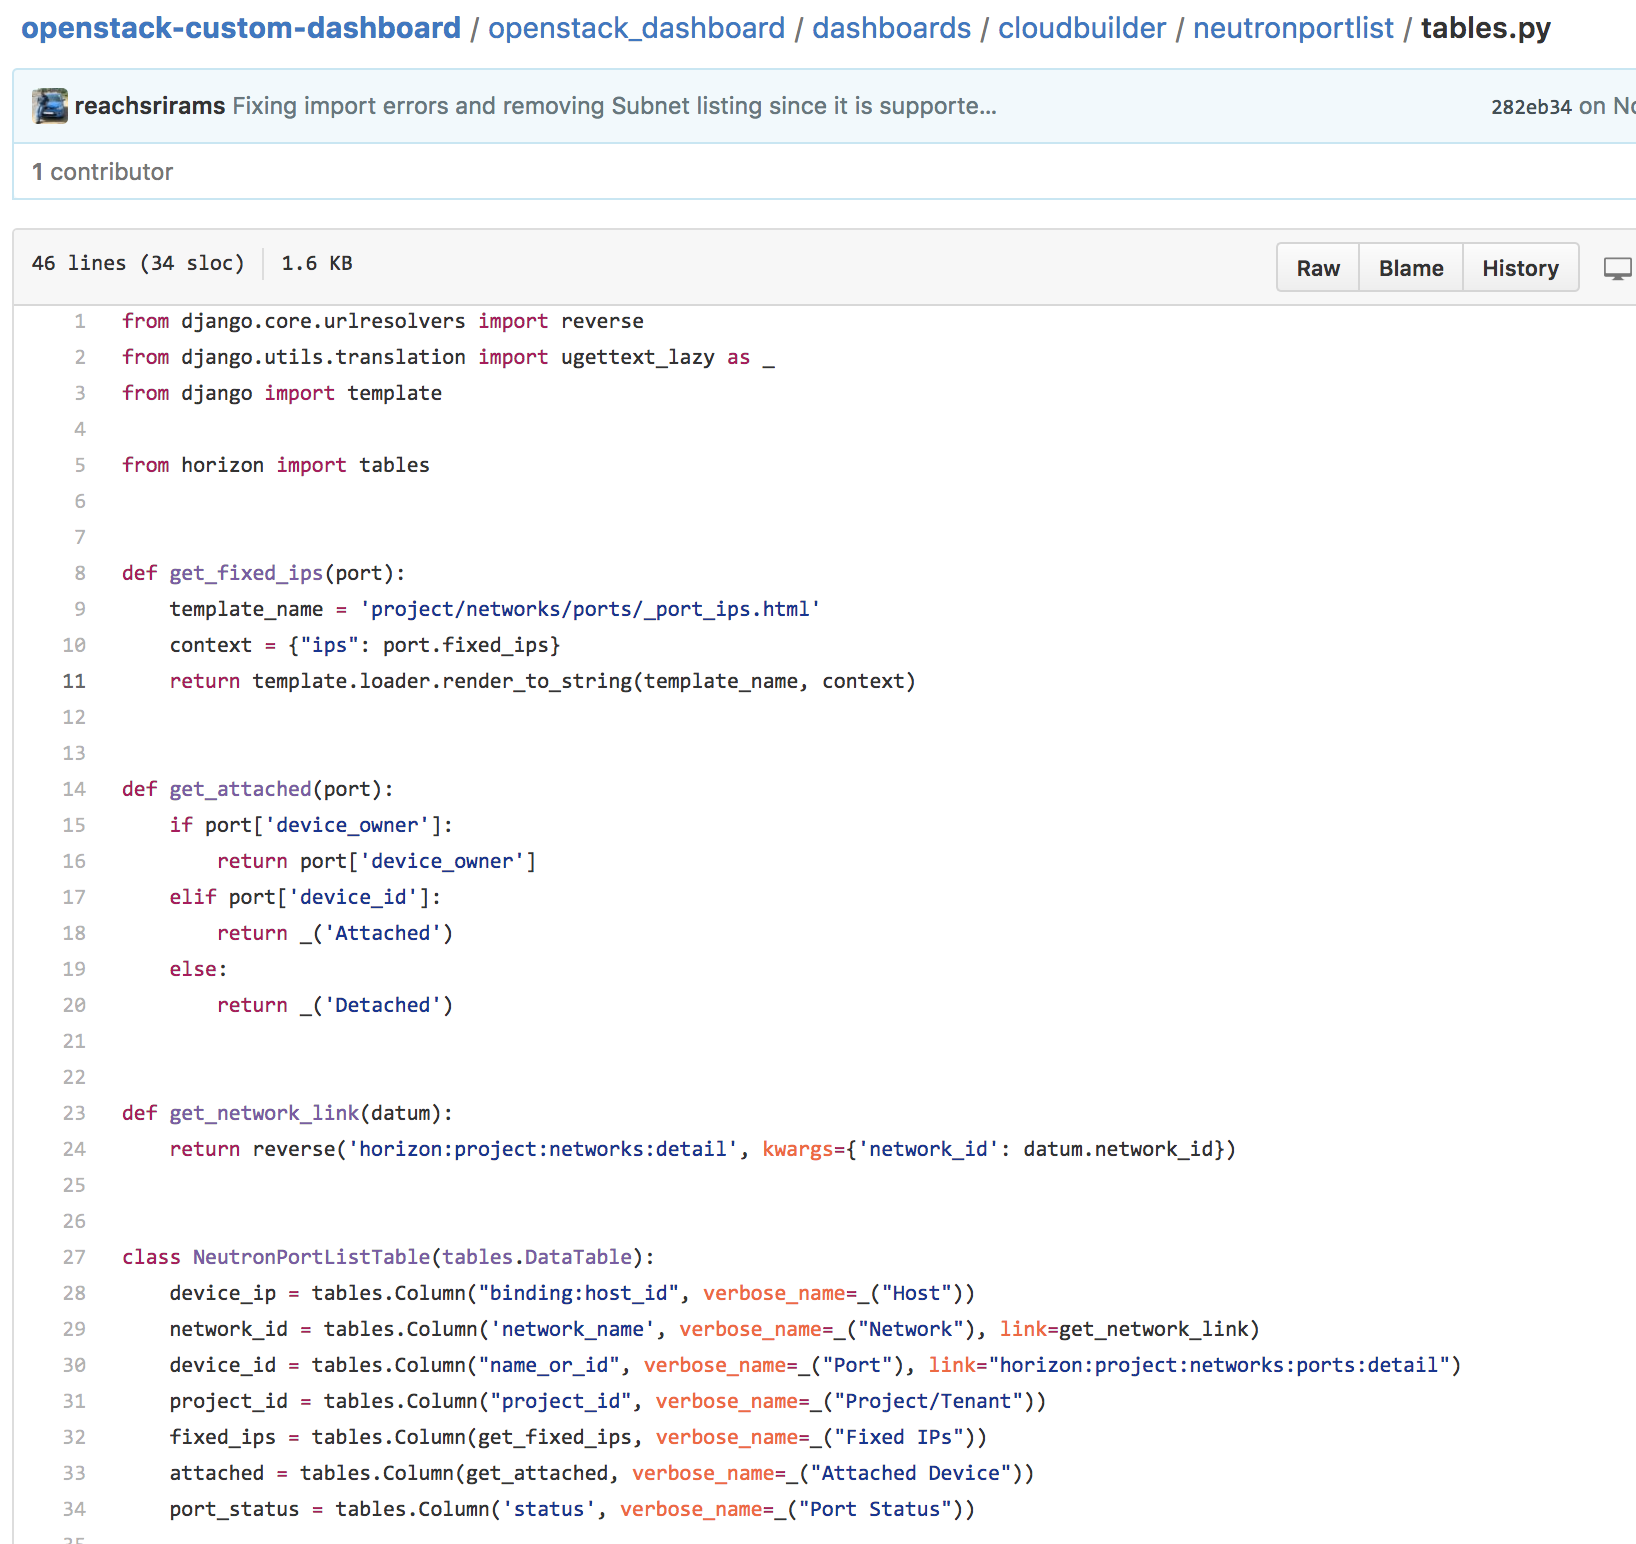 openstack-custom-dashboard / openstack_dashboard / dashboards / cloudbuilder / neutronportlist / tables.py
reachsrirams Fixing import errors and removing Subnet listing since it is supporte... 282eb34 on
1 contributor
46 lines (34 sloc) 1.6 KB Raw Blame History
1 from django.core.urlresolvers import reverse
2 from django.utils.translation import ugettext_lazy as _
3 from django import template
4
5 from horizon import tables
6
7
8 def get_fixed_ips(port):
9     template_name = 'project/networks/ports/_port_ips.html'
10     context = {"ips": port.fixed_ips}
11     return template.loader.render_to_string(template_name, context)
12
13
14 def get_attached(port):
15     if port['device_owner']:
16         return port['device_owner']
17     elif port['device_id']:
18         return _('Attached')
19     else:
20         return _('Detached')
21
22
23 def get_network_link(datum):
24     return reverse('horizon:project:networks:detail', kwargs={'network_id': datum.network_id})
25
26
27 class NeutronPortListTable(tables.DataTable):
28     device_ip = tables.Column("binding:host_id", verbose_name=_("Host"))
29     network_id = tables.Column('network_name', verbose_name=_("Network"), link=get_network_link)
30     device_id = tables.Column("name_or_id", verbose_name=_("Port"), link="horizon:project:networks:ports:detail")
31     project_id = tables.Column("project_id", verbose_name=_("Project/Tenant"))
32     fixed_ips = tables.Column(get_fixed_ips, verbose_name=_("Fixed IPs"))
33     attached = tables.Column(get_attached, verbose_name=_("Attached Device"))
34     port_status = tables.Column('status', verbose_name=_("Port Status"))